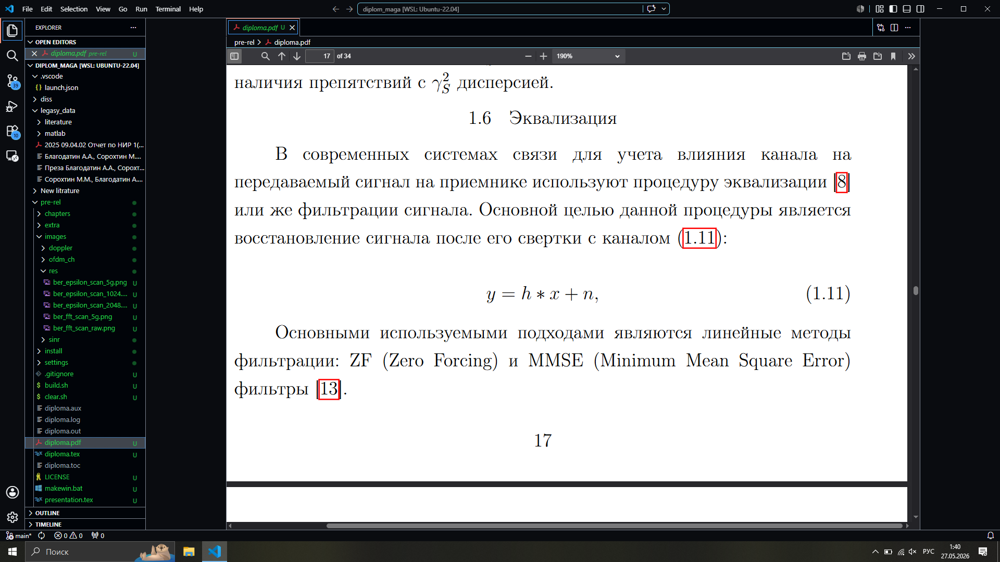 File Edit Selection View Go Run Terminal Help
diplom_maga [WSL: Ubuntu-22.04]
EXPLORER
OPEN EDITORS
diploma.pdf pre-rel U
DIPLOM_MAGA [WSL: UBUNTU-22.04]
.vscode
launch.json
diss
legasy_data
literature
matlab
2025 09.04.02 Отчет по НИР 1(...
Благодатин А.А., Сорохтин М....
Преза Благодатин А.А., Сорохт...
Сорохтин М.М., Благодатин А....
New litrature
pre-rel
chapters
extra
images
doppler
ofdm_ch
res
ber_epsilon_scan_5g.png U
ber_epsilon_scan_1024.... U
ber_epsilon_scan_2048.... U
ber_fft_scan_5g.png U
ber_fft_scan_raw.png U
sinr
install
settings
.gitignore U
build.sh U
clear.sh U
diploma.aux
diploma.log
diploma.out
diploma.pdf U
diploma.tex U
diploma.toc
LICENSE U
makewin.bat U
presentation.tex U
OUTLINE
TIMELINE
39
10
diploma.pdf U
pre-rel > diploma.pdf
17 of 34
190%
наличия препятствий с γ_S^2 дисперсией.
1.6 Эквализация
В современных системах связи для учета влияния канала на
передаваемый сигнал на приемнике используют процедуру эквализации [8]
или же фильтрации сигнала. Основной целью данной процедуры является
восстановление сигнала после его свертки с каналом (1.11):
y = h ∗ x + n, (1.11)
Основными используемыми подходами являются линейные методы
фильтрации: ZF (Zero Forcing) и MMSE (Minimum Mean Square Error)
фильтры [13].
17
main* 0 0 0
Поиск
РУС
1:40
27.05.2026